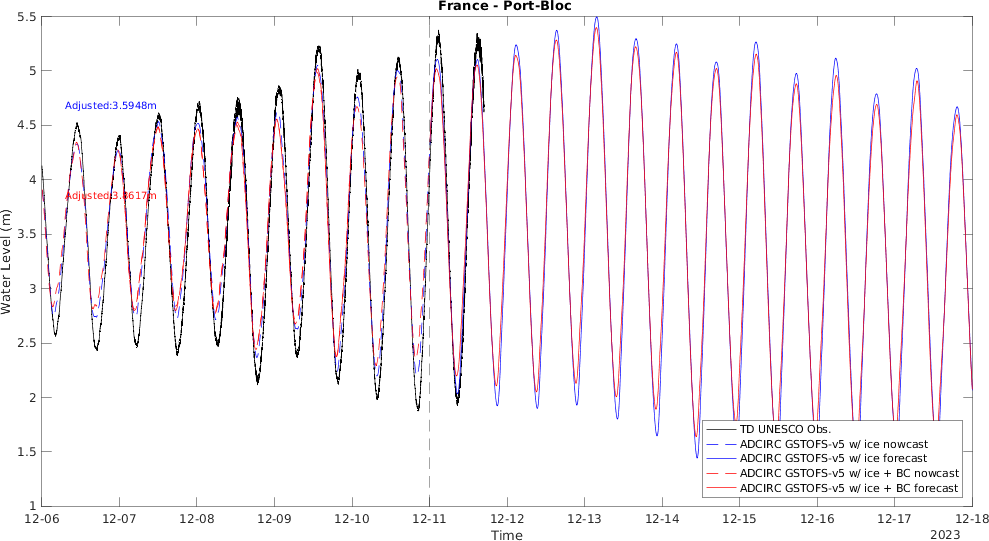 France - Port-Bloc
5.5
5
4.5
4
3.5
3
2.5
2
1.5
1
Water Level (m)
Adjusted:3.5948m
Adjusted:3.8617m
TD UNESCO Obs.
ADCIRC GSTOFS-v5 w/ ice nowcast
ADCIRC GSTOFS-v5 w/ ice forecast
ADCIRC GSTOFS-v5 w/ ice + BC nowcast
ADCIRC GSTOFS-v5 w/ ice + BC forecast
12-06 12-07 12-08 12-09 12-10 12-11 12-12 12-13 12-14 12-15 12-16 12-17 12-18
Time
2023